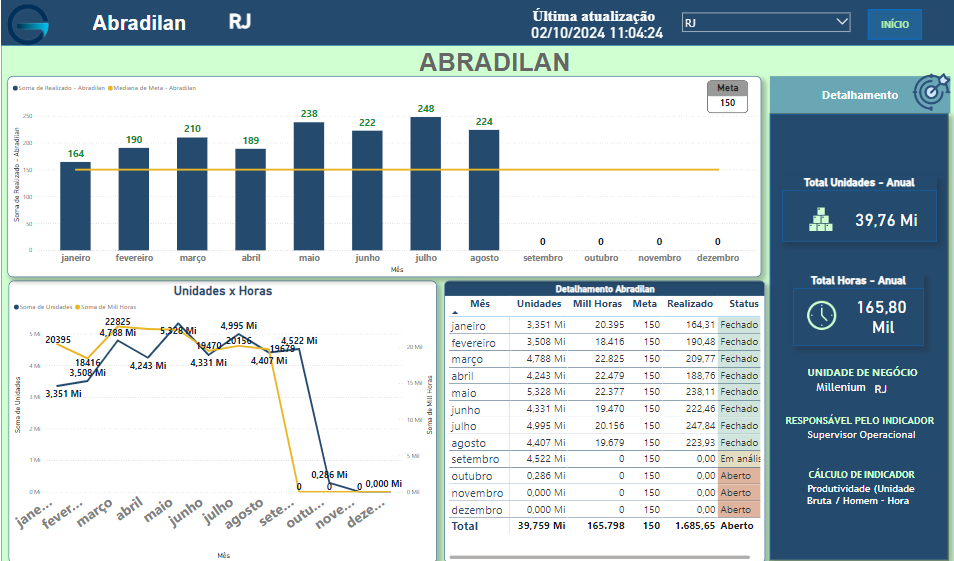 Abradilan
RJ
Última atualização
02/10/2024 11:04:24
RJ
INÍCIO
ABRADILAN
Soma de Realizado - Abradilan Mediana de Meta - Abradilan
Meta
150
Soma de Realizado - Abradilan
250
200
150
100
50
0
164
190
210
189
238
222
248
224
0
0
0
0
janeiro fevereiro março abril maio junho julho agosto setembro outubro novembro dezembro
Mês
Detalhamento
Total Unidades - Anual
39,76 Mi
Total Horas - Anual
165,80
Mil
UNIDADE DE NEGÓCIO
Millenium RJ
RESPONSÁVEL PELO INDICADOR
Supervisor Operacional
CÁLCULO DE INDICADOR
Produtividade (Unidade
Bruta / Homem - Hora
Unidades x Horas
Soma de Unidades Soma de Mill Horas
Soma de Unidades
5 Mi
4 Mi
3 Mi
2 Mi
1 Mi
0 Mi
20395
18416
22825
19470
20156
19679
0
0
0
0
3,351 Mi
3,508 Mi
4,788 Mi
4,243 Mi
5,328 Mi
4,331 Mi
4,995 Mi
4,407 Mi
4,522 Mi
0,286 Mi
0,000 Mi
20 Mil
15 Mil
10 Mil
5 Mil
0 Mil
Soma de Mill Horas
jane... fever... março abril maio junho julho agosto sete... outu... nove... deze...
Mês
Detalhamento Abradilan
Mês Unidades Mill Horas Meta Realizado Status
janeiro 3,351 Mi 20.395 150 164,31 Fechado
fevereiro 3,508 Mi 18.416 150 190,48 Fechado
março 4,788 Mi 22.825 150 209,77 Fechado
abril 4,243 Mi 22.479 150 188,76 Fechado
maio 5,328 Mi 22.377 150 238,11 Fechado
junho 4,331 Mi 19.470 150 222,46 Fechado
julho 4,995 Mi 20.156 150 247,84 Fechado
agosto 4,407 Mi 19.679 150 223,93 Fechado
setembro 4,522 Mi 0 150 0,00 Em anális
outubro 0,286 Mi 0 150 0,00 Aberto
novembro 0,000 Mi 0 150 0,00 Aberto
dezembro 0,000 Mi 0 150 0,00 Aberto
Total 39,759 Mi 165.798 150 1.685,65 Aberto